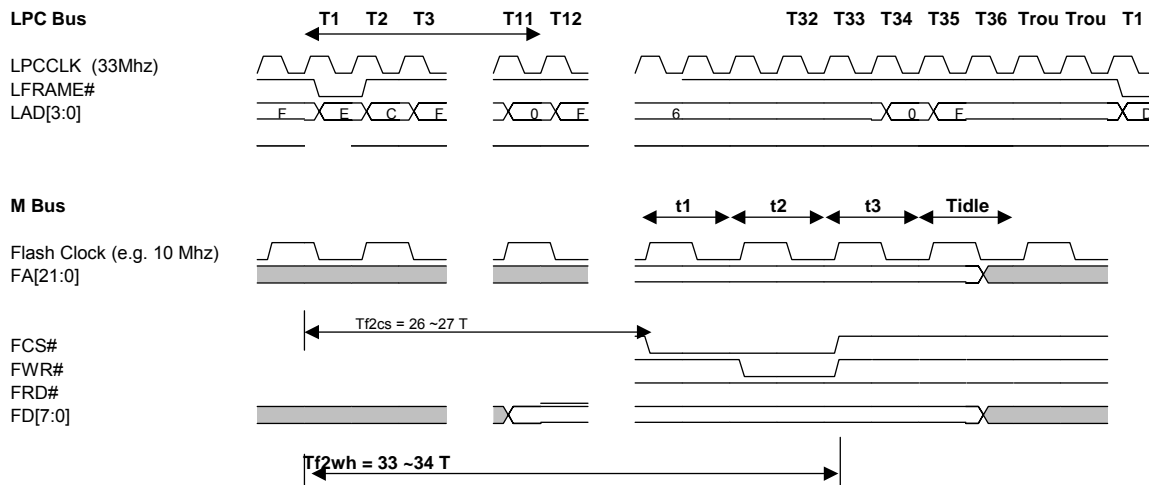 LPC Bus T1 T2 T3 T11 T12 T32 T33 T34 T35 T36 Trou Trou T1
LPCCLK (33Mhz)
LFRAME#
LAD[3:0] F E C F 0 F 6 0 F D
M Bus t1 t2 t3 Tidle
Flash Clock (e.g. 10 Mhz)
FA[21:0]
Tf2cs = 26 ~27 T
FCS#
FWR#
FRD#
FD[7:0]
Tf2wh = 33 ~34 T